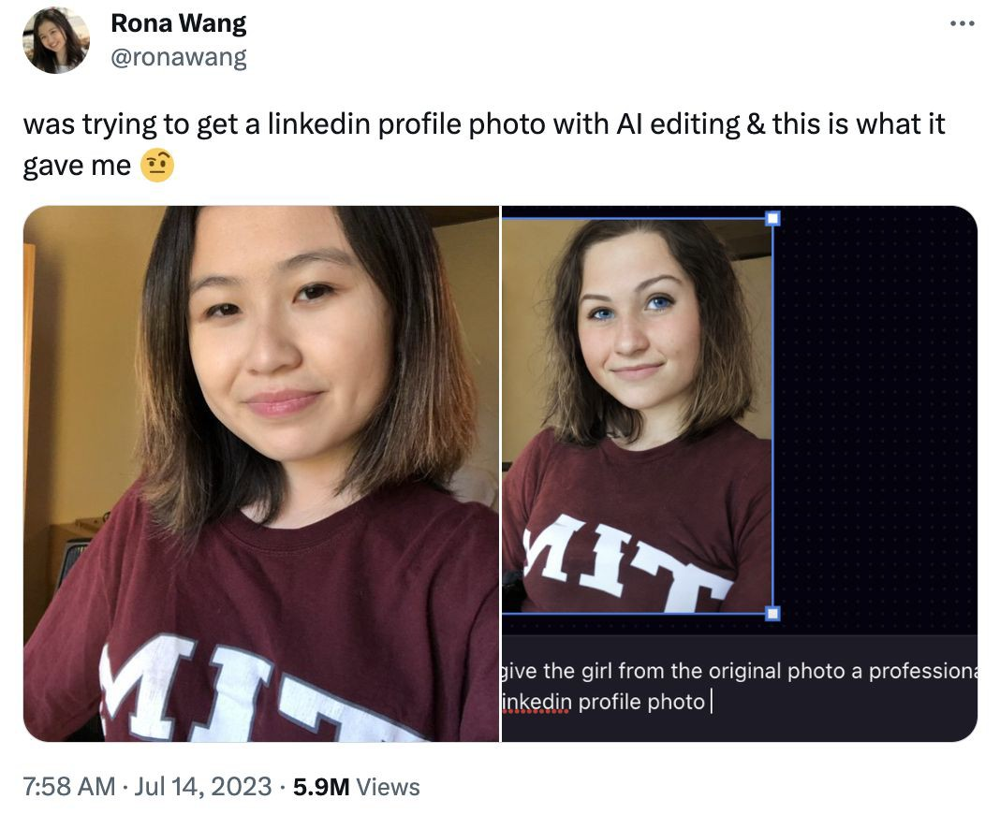 Rona Wang
@ronawang
was trying to get a linkedin profile photo with AI editing & this is what it
gave me 🤨
MIT
MIT
give the girl from the original photo a professiona
inkedin profile photo
7:58 AM · Jul 14, 2023 · 5.9M Views